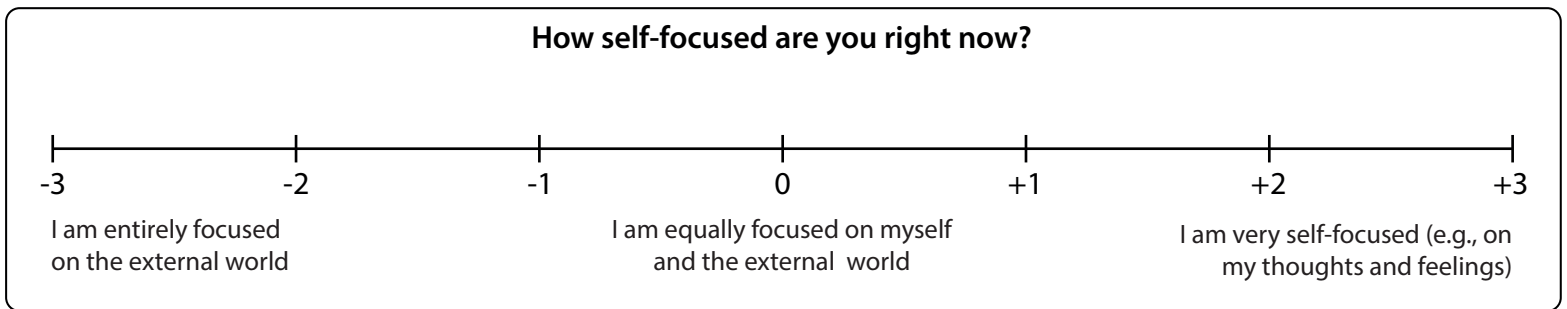 How self-focused are you right now?
-3 -2 -1 0 +1 +2 +3
I am entirely focused
on the external world
I am equally focused on myself
and the external world
I am very self-focused (e.g., on
my thoughts and feelings)